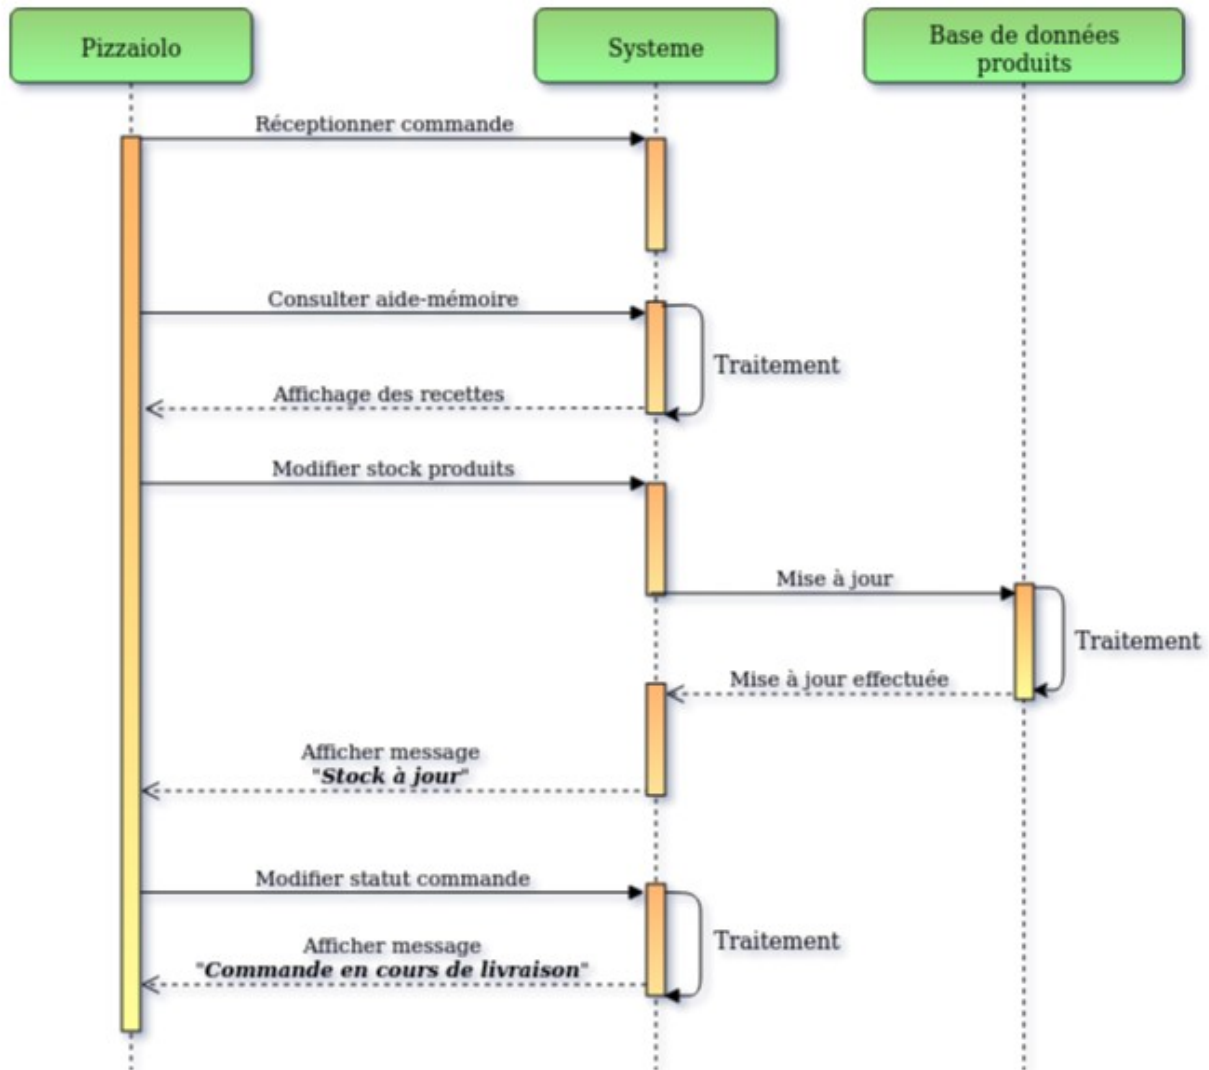 Pizzaiolo
Systeme
Base de données
produits
Réceptionner commande
Consulter aide-mémoire
Traitement
Affichage des recettes
Modifier stock produits
Mise à jour
Traitement
Mise à jour effectuée
Afficher message
"Stock à jour"
Modifier statut commande
Traitement
Afficher message
"Commande en cours de livraison"